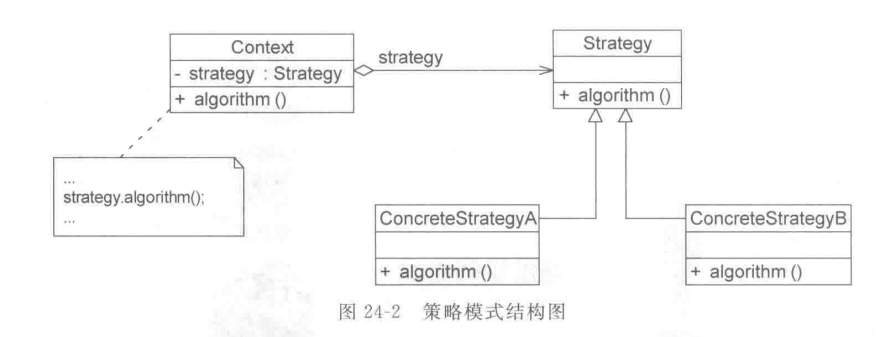 Context
- strategy : Strategy
+ algorithm ()
strategy
Strategy
+ algorithm ()
...
strategy.algorithm();
...
ConcreteStrategyA
+ algorithm ()
ConcreteStrategyB
+ algorithm ()
图 24-2 策略模式结构图